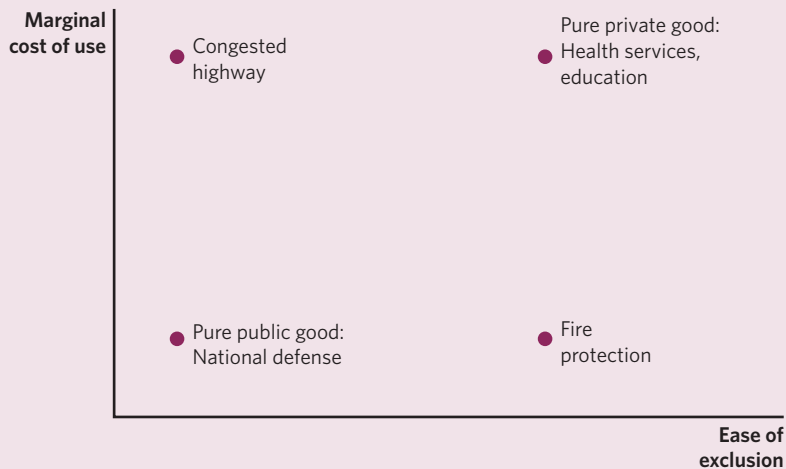 Marginal
cost of use
Congested
highway
Pure private good:
Health services,
education
Pure public good:
National defense
Fire
protection
Ease of
exclusion